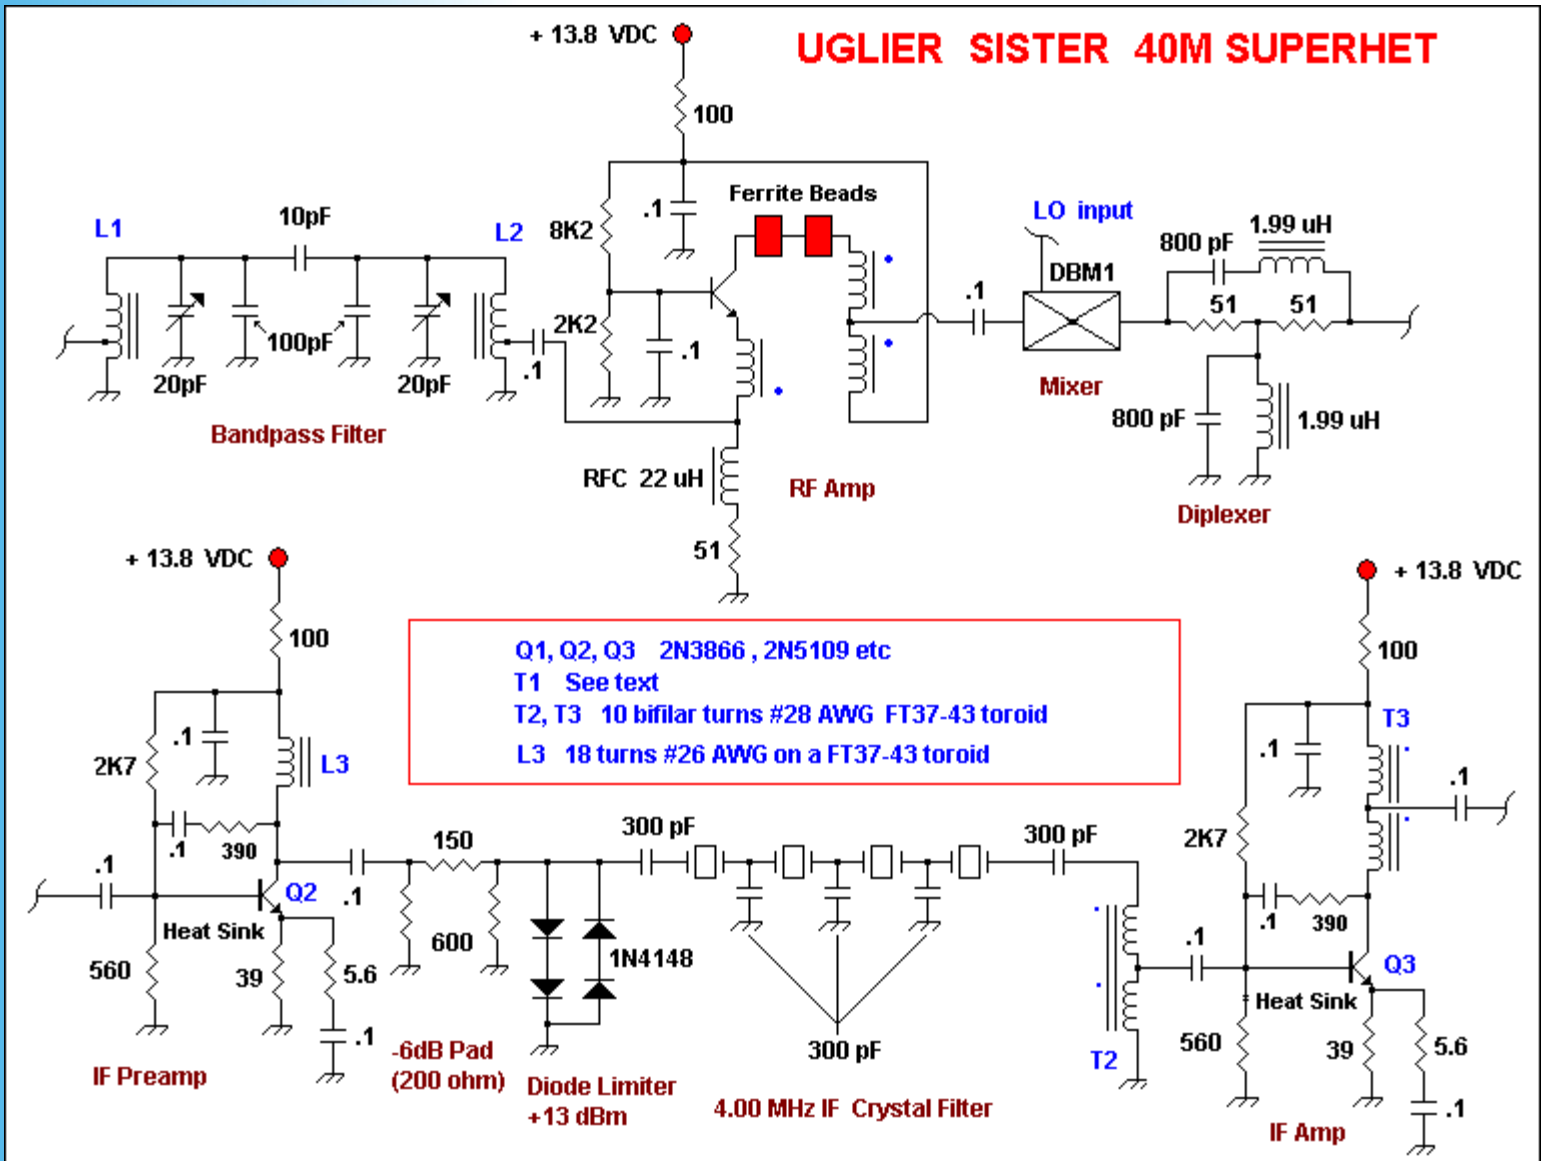 + 13.8 VDC
UGLIER SISTER 40M SUPERHET
100
Ferrite Beads
L1
10pF
L2
8K2
.1
LO input
1.99 uH
800 pF
DBM1
.1
51 51
100pF
2K2
20pF
20pF
.1
.1
Mixer
800 pF
1.99 uH
Bandpass Filter
RFC 22 uH
RF Amp
Diplexer
51
+ 13.8 VDC
+ 13.8 VDC
100
Q1, Q2, Q3 2N3866 , 2N5109 etc
T1 See text
T2, T3 10 bifilar turns #28 AWG FT37-43 toroid
L3 18 turns #26 AWG on a FT37-43 toroid
100
T3
.1
2K7
L3
.1
.1
.1
390
150
300 pF
300 pF
2K7
.1
Q2
.1
Heat Sink
600
1N4148
.1
.1
390
Q3
560
39
5.6
.1
Heat Sink
300 pF
T2
560
39
5.6
.1
IF Preamp
-6dB Pad
(200 ohm)
Diode Limiter
+13 dBm
4.00 MHz IF Crystal Filter
IF Amp